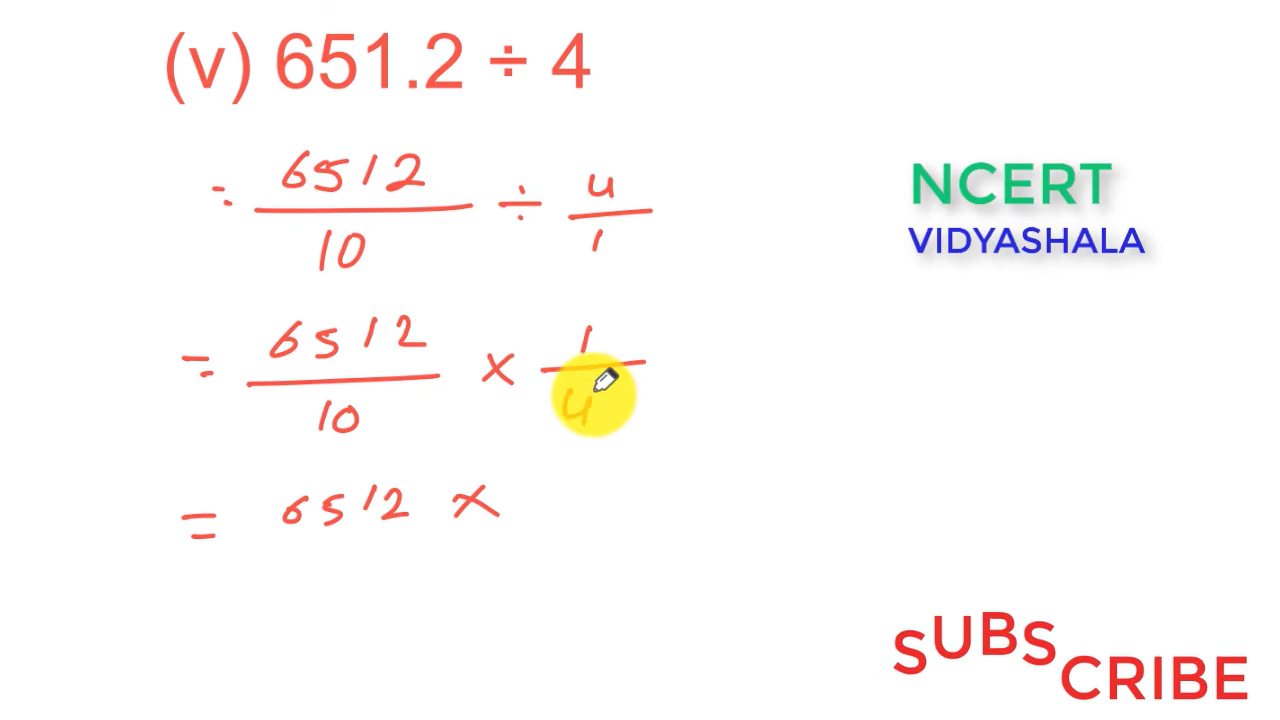 (v) 651.2 ÷ 4
= 6512/10 ÷ 4/1
= 6512/10 × 1/4
= 6512 ×
NCERT
VIDYASHALA
SUBSCRIBE